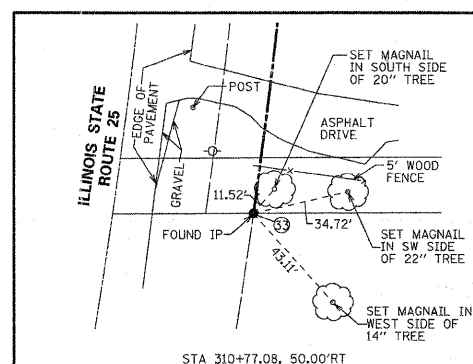 SET MAGNAIL
IN SOUTH SIDE
OF 20" TREE
POST
EDGE OF
PAVEMENT
ILLINOIS STATE
ROUTE 25
GRAVEL
ASPHALT
DRIVE
5' WOOD
FENCE
11.52'
34.72'
FOUND IP
33
43.11'
SET MAGNAIL
IN SW SIDE
OF 22" TREE
SET MAGNAIL IN
WEST SIDE OF
14" TREE
STA 310+77.08, 50.00'RT